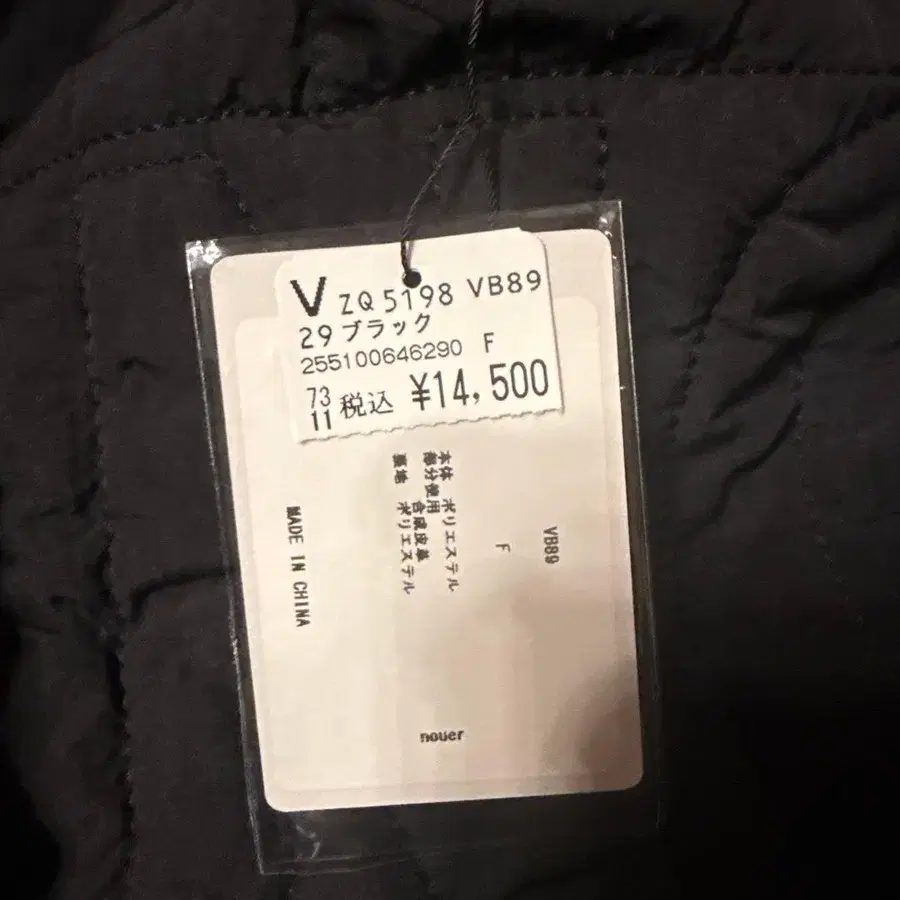 V ZQ 5198 VB89
29 ブラック
255100646290 F
73
11 税込 ¥14,500
VB89
F
本体 ポリエステル
部分使用 合成皮革
裏地 ポリエステル
MADE IN CHINA
nouer